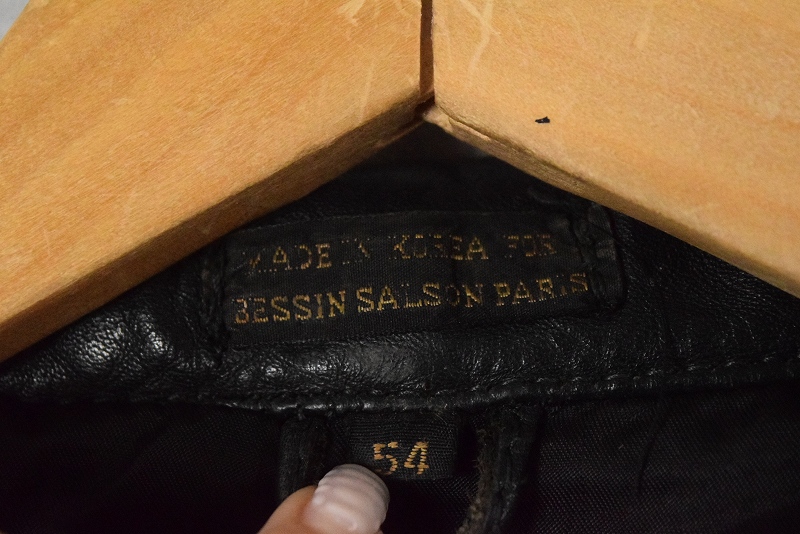 MADE IN KOREA FOR
BESSIN SALSON PARIS
54